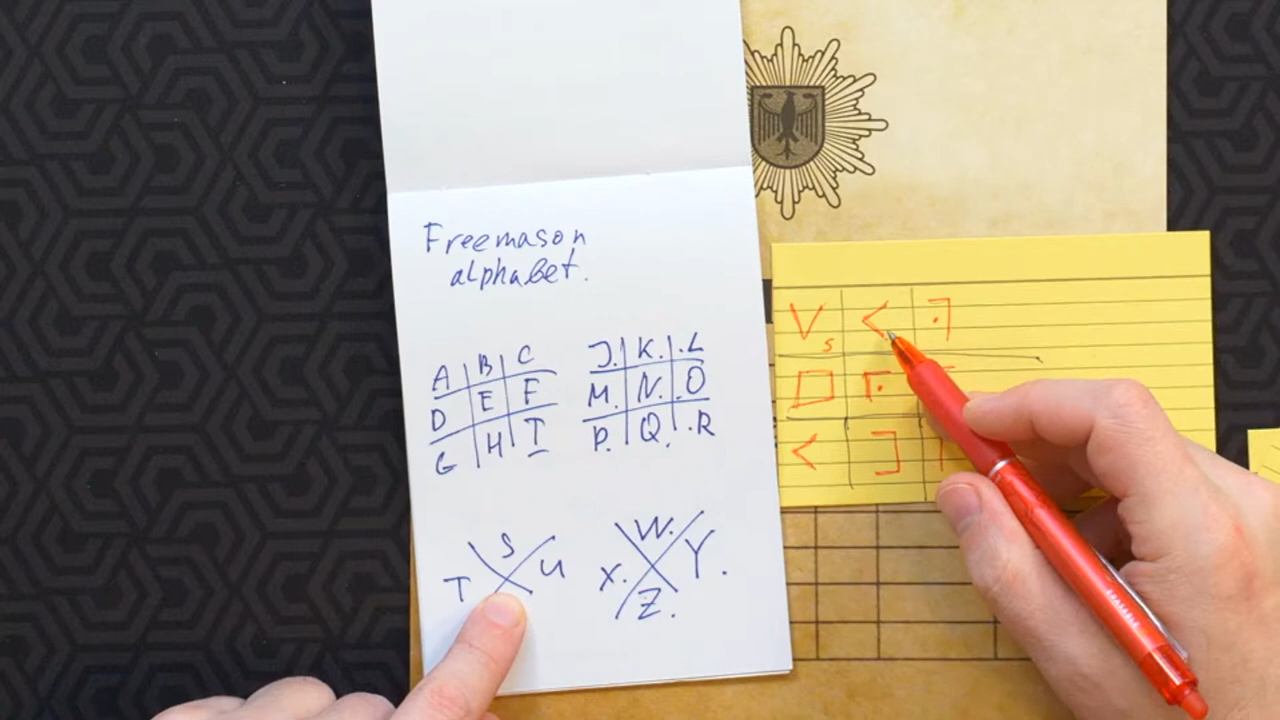 Freemason
alphabet.
A B C
D E F
G H I
J. K. .L
M. N. .O
P. Q. .R
S
T U
W.
X. Y.
Z.
V < .⅂
s
□ Γ.
< ]